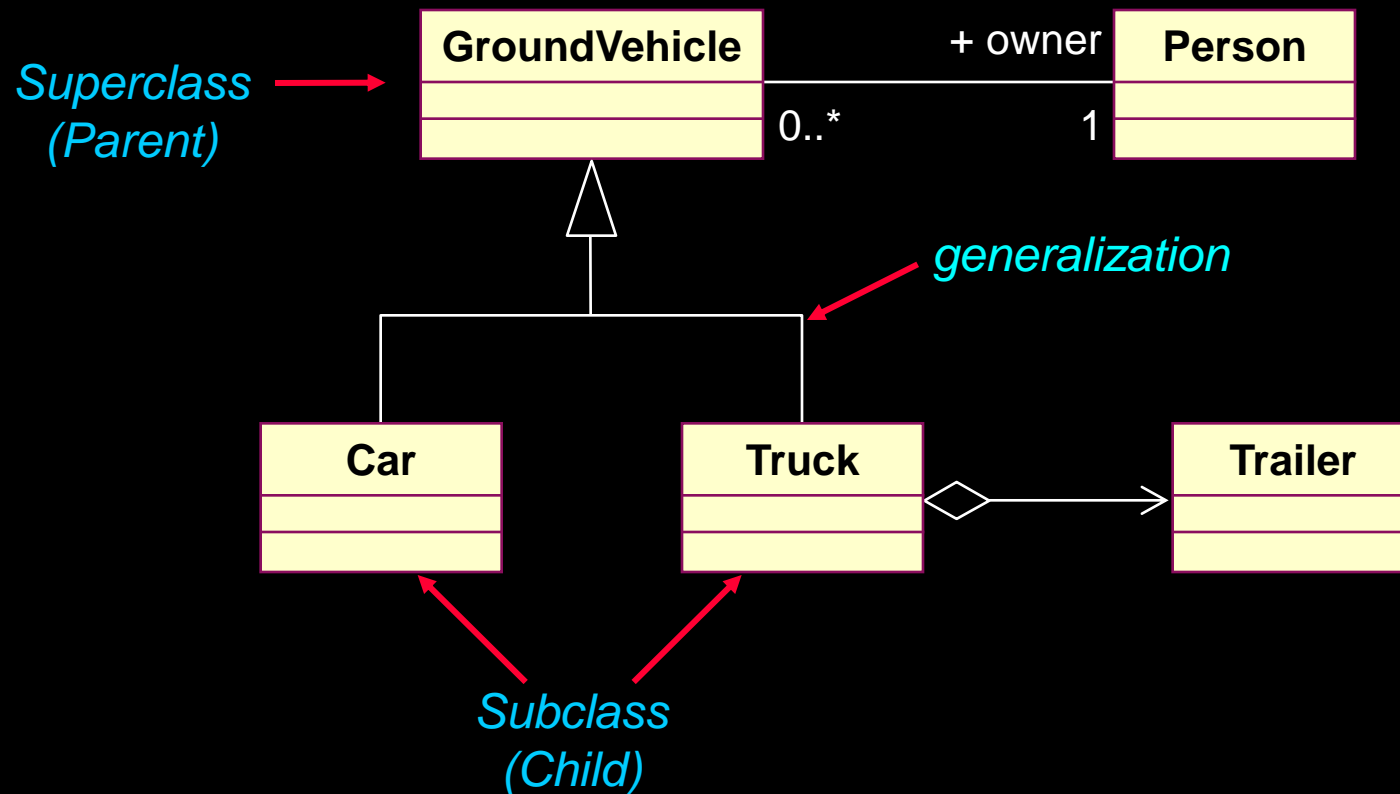 GroundVehicle
+ owner
Person
Superclass
(Parent)
0..*
1
generalization
Car
Truck
Trailer
Subclass
(Child)